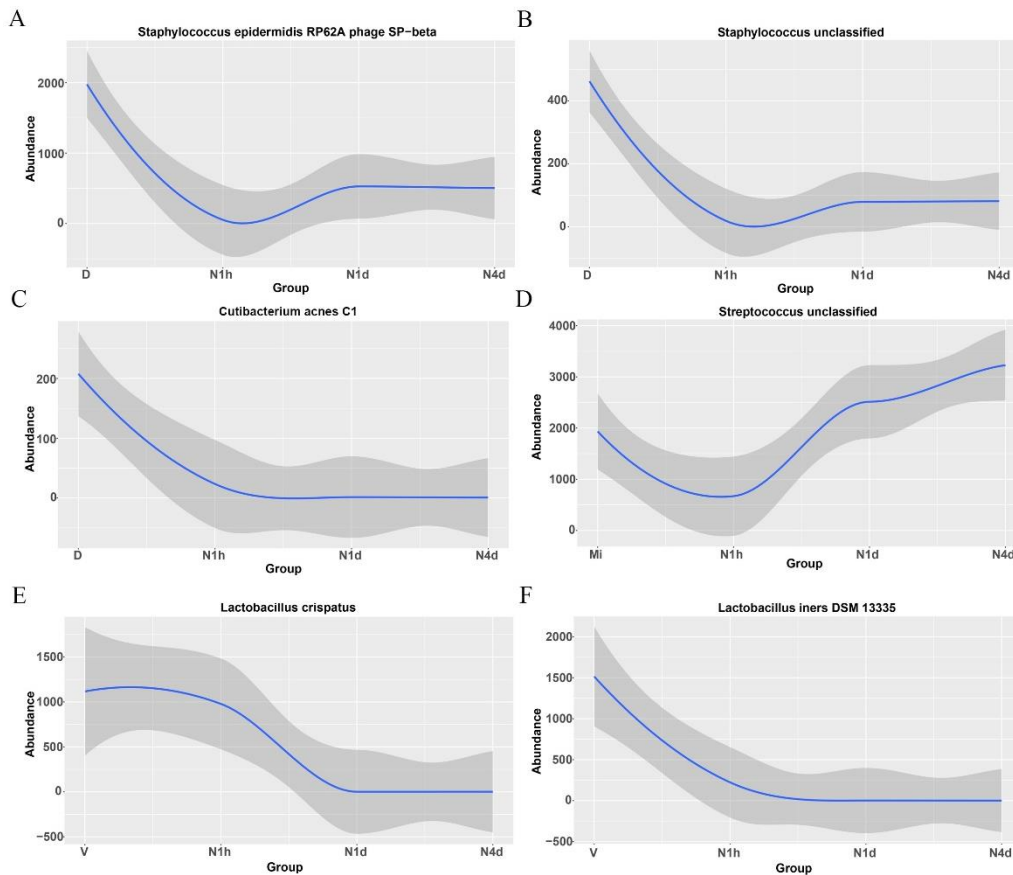 A
Staphylococcus epidermidis RP62A phage SP-beta
Abundance
2000
1000
0
D N1h N1d N4d
Group
B
Staphylococcus unclassified
Abundance
400
200
0
D N1h N1d N4d
Group
C
Cutibacterium acnes C1
Abundance
200
100
0
D N1h N1d N4d
Group
D
Streptococcus unclassified
Abundance
4000
3000
2000
1000
0
Mi N1h N1d N4d
Group
E
Lactobacillus crispatus
Abundance
1500
1000
500
0
-500
V N1h N1d N4d
Group
F
Lactobacillus iners DSM 13335
Abundance
2000
1500
1000
500
0
-500
V N1h N1d N4d
Group